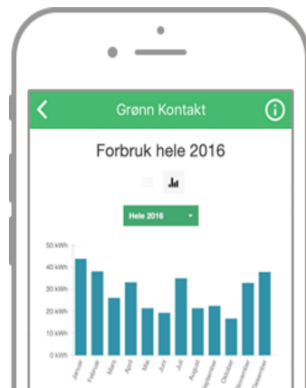 Grønn Kontakt
Forbruk hele 2016
Hele 2016
50 kWh
40 kWh
30 kWh
20 kWh
10 kWh
0 kWh
Januar
Februar
Mars
April
Mai
Juni
Juli
August
September
Oktober
November
Desember